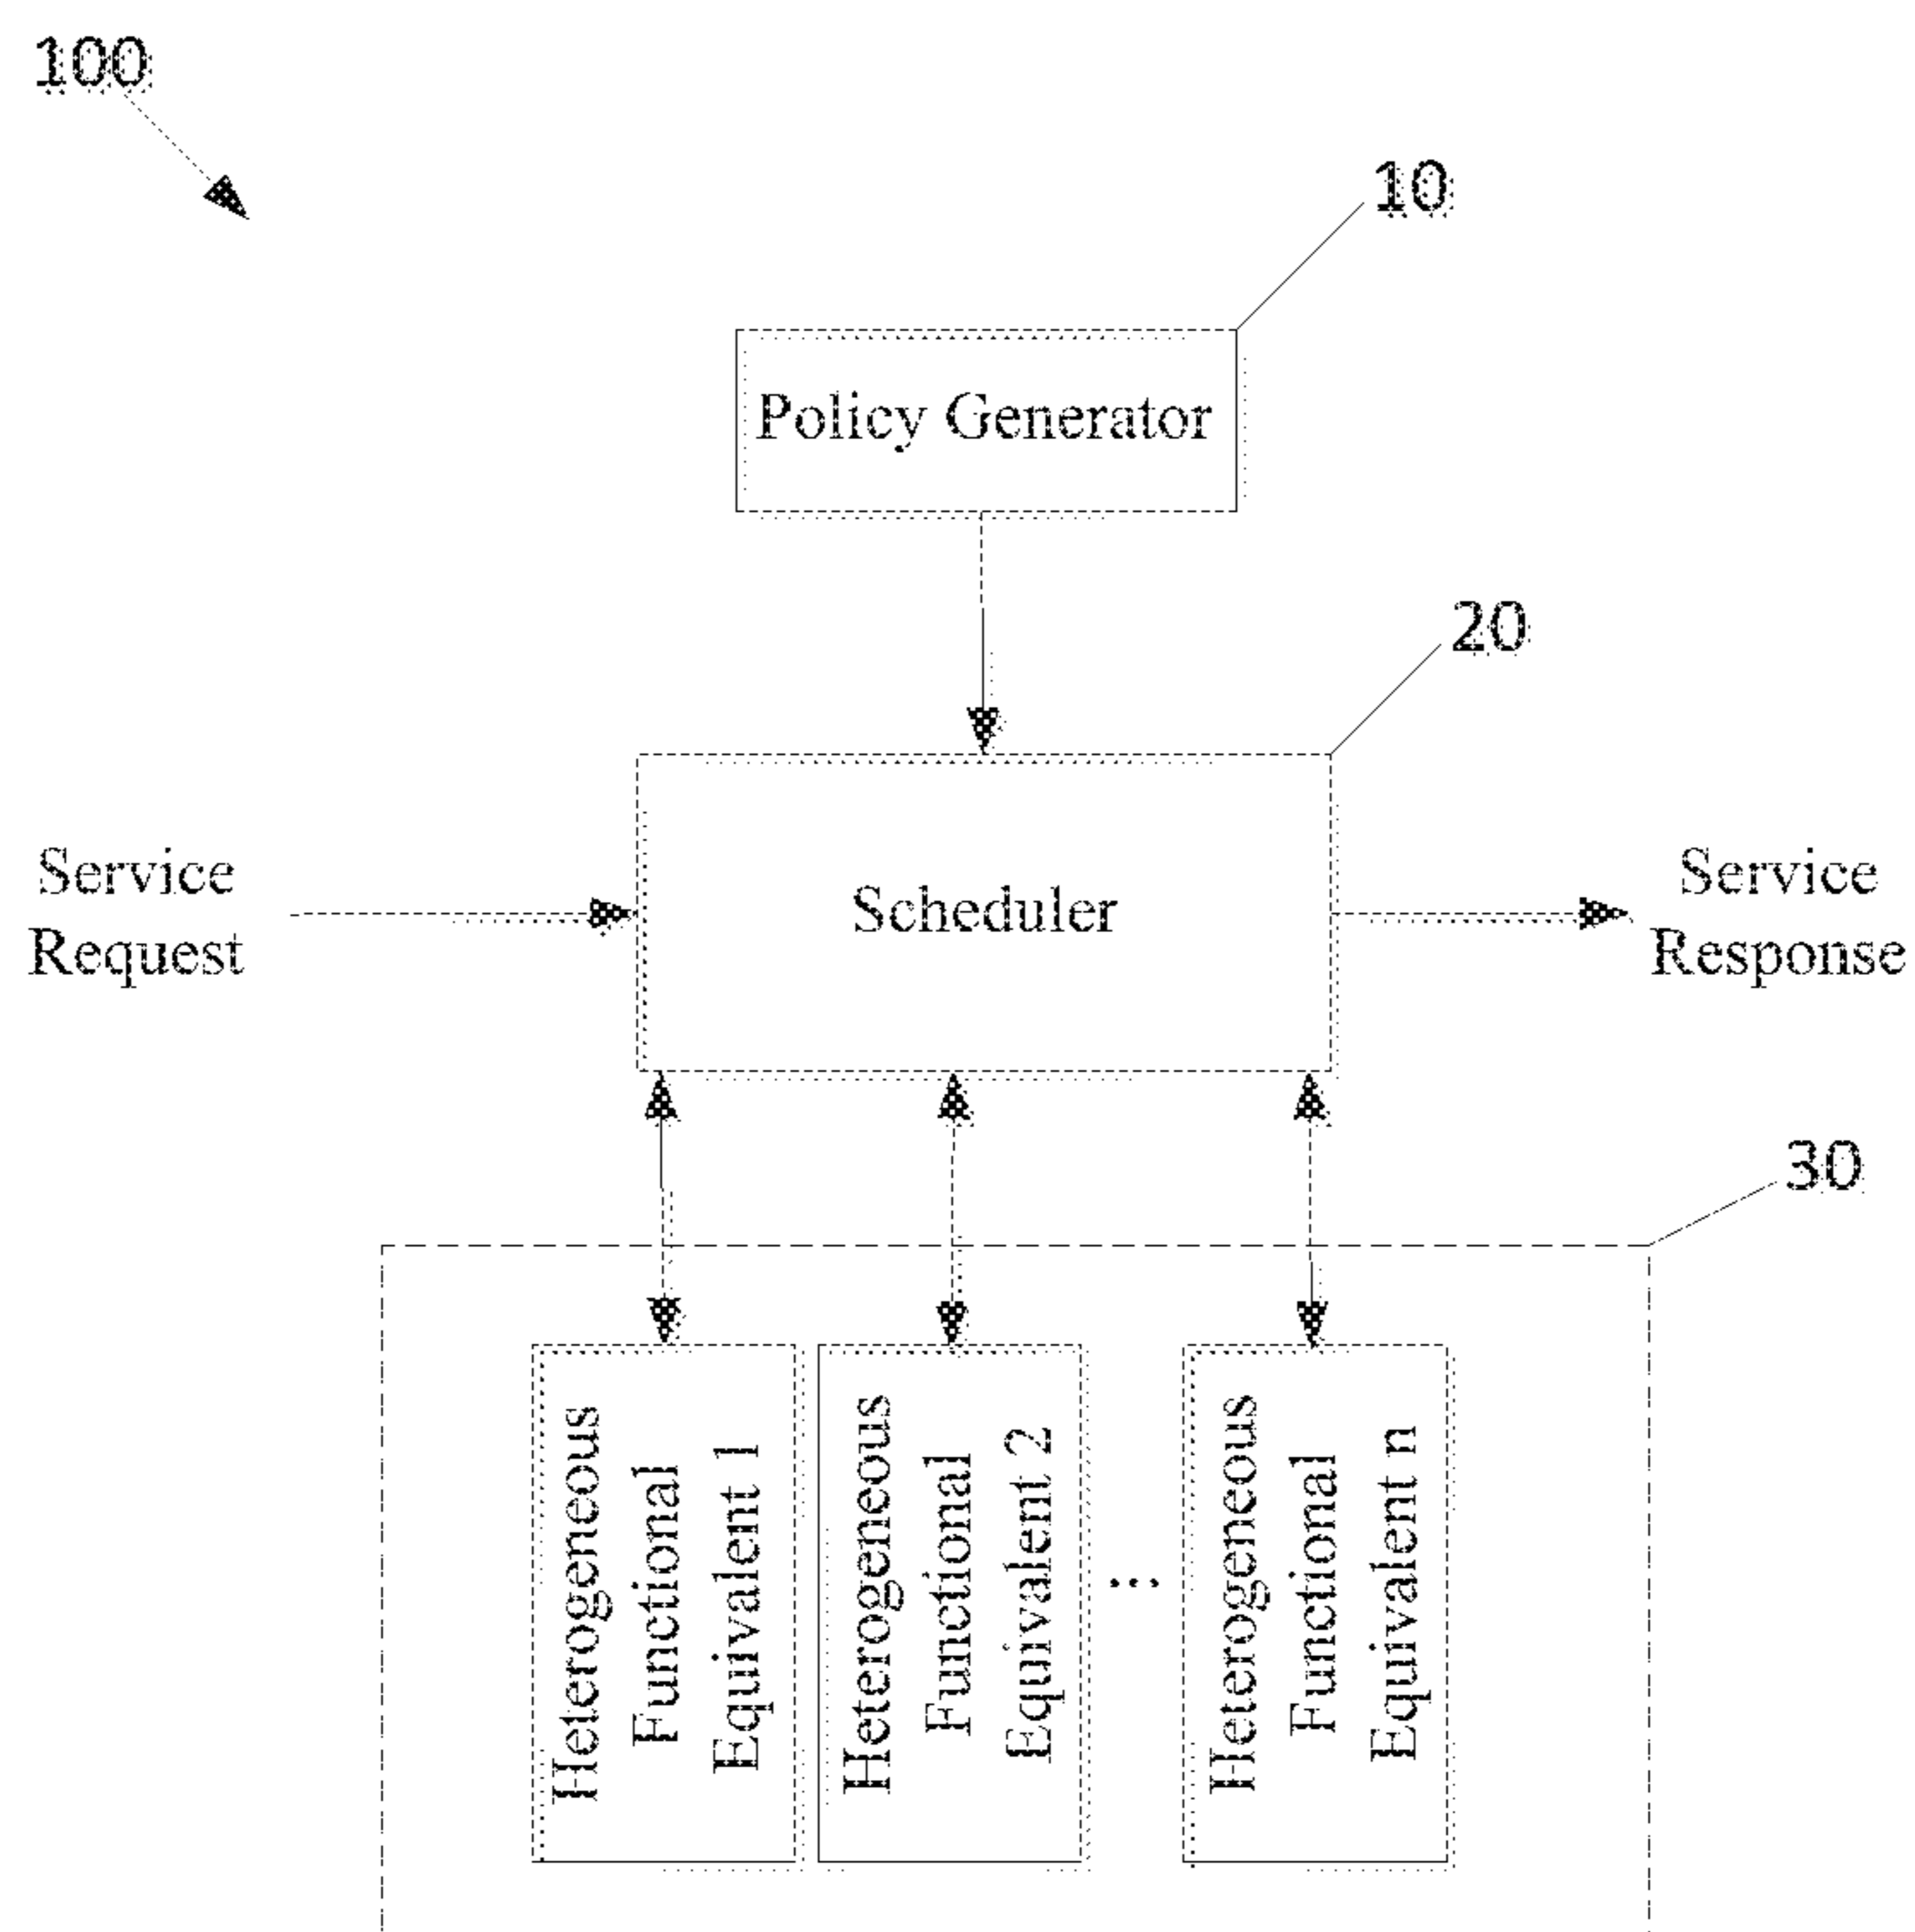 100
10
Policy Generator
20
Service
Request
Scheduler
Service
Response
30
Heterogeneous
Functional
Equivalent 1
Heterogeneous
Functional
Equivalent 2
...
Heterogeneous
Functional
Equivalent n